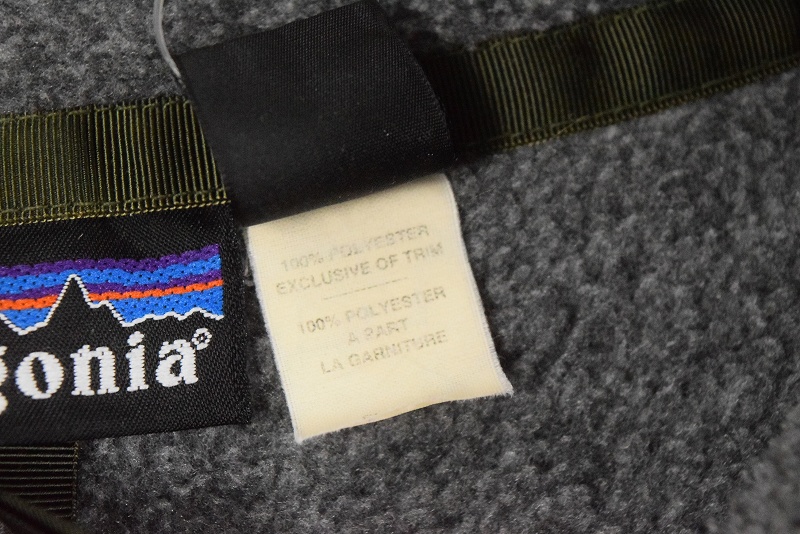 gonia®
100% POLYESTER
EXCLUSIVE OF TRIM
100% POLYESTER
A PART
LA GARNITURE